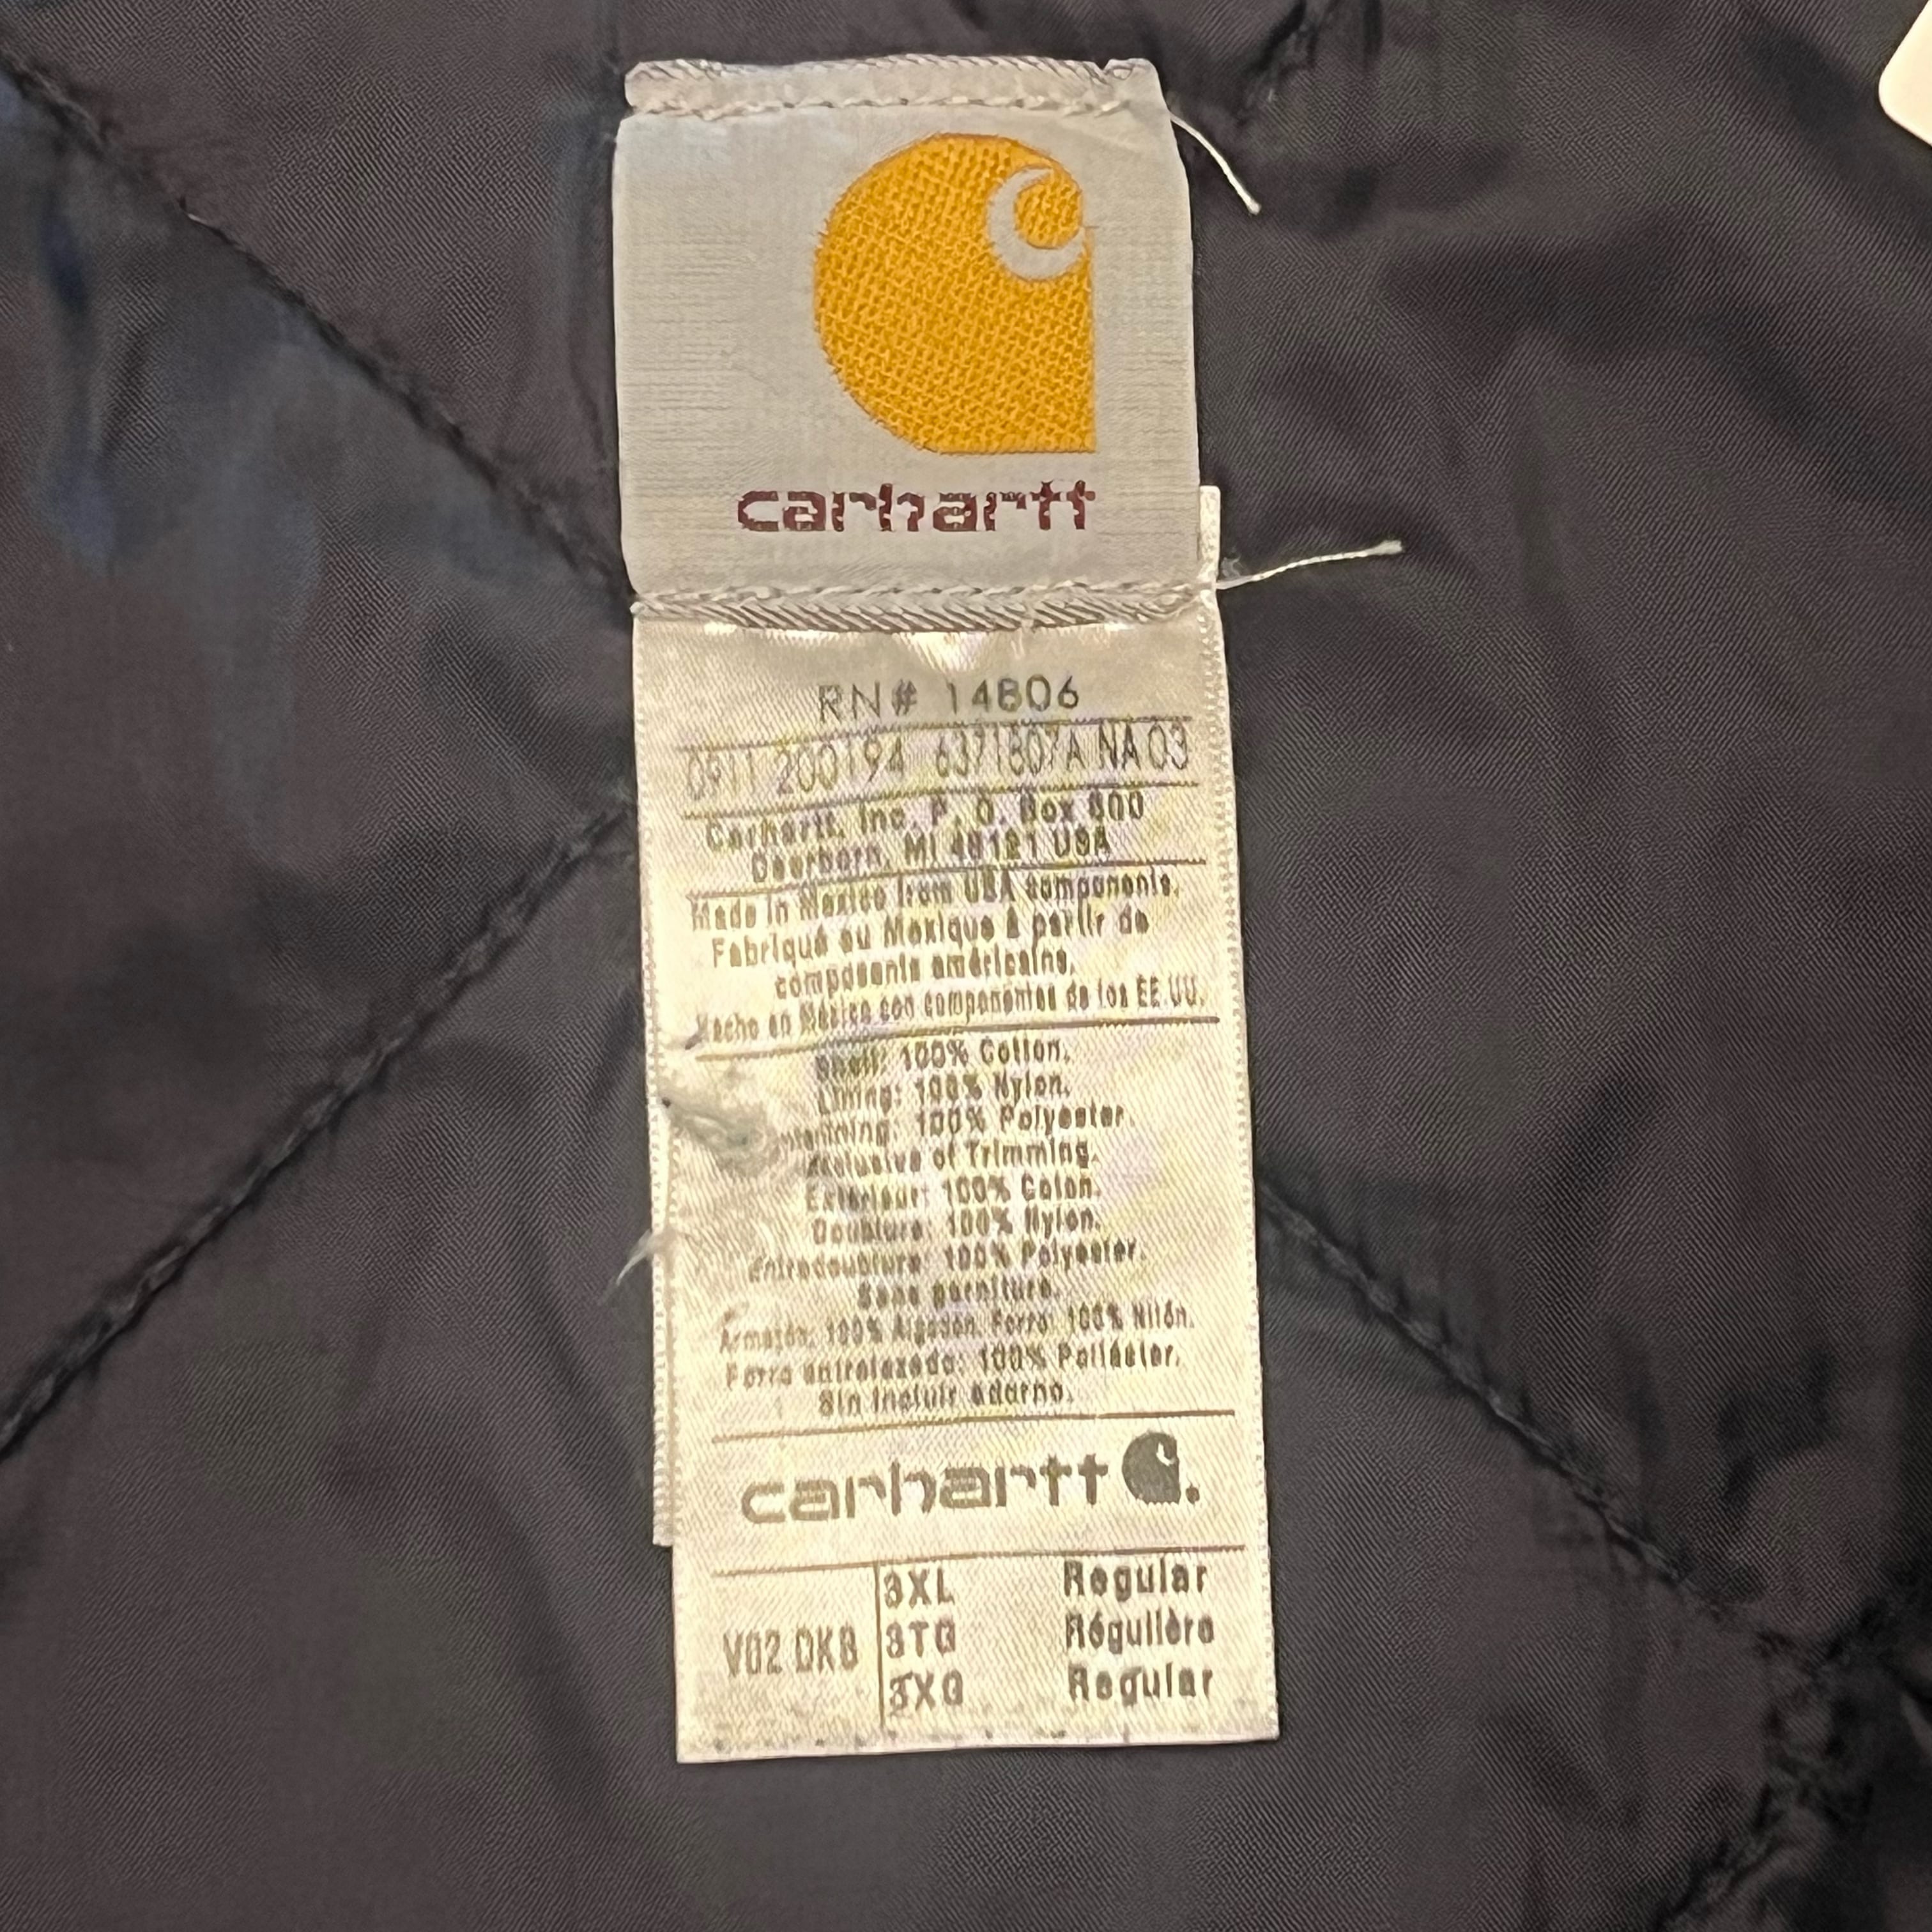 carhartt
RN# 14806
0911 200194 6371807A NA 03
Carhartt, Inc. P. O. Box 600
Dearborn, MI 48121 USA
Made in Mexico from USA components.
Fabriqué au Mexique à partir de
composants américains.
Hecho en México con componentes de los EE.UU.
Shell: 100% Cotton.
Lining: 100% Nylon.
Interlining: 100% Polyester.
Exclusive of Trimming.
Extérieur: 100% Coton.
Doublure: 100% Nylon.
Entredoublure: 100% Polyester.
Sans garniture.
Armazón: 100% Algodón. Forro: 100% Nilón.
Forro entrelazado: 100% Poliéster.
Sin incluir adorno.
carhartt
V02 DKB
3XL Regular
3TG Régulière
3XG Regular